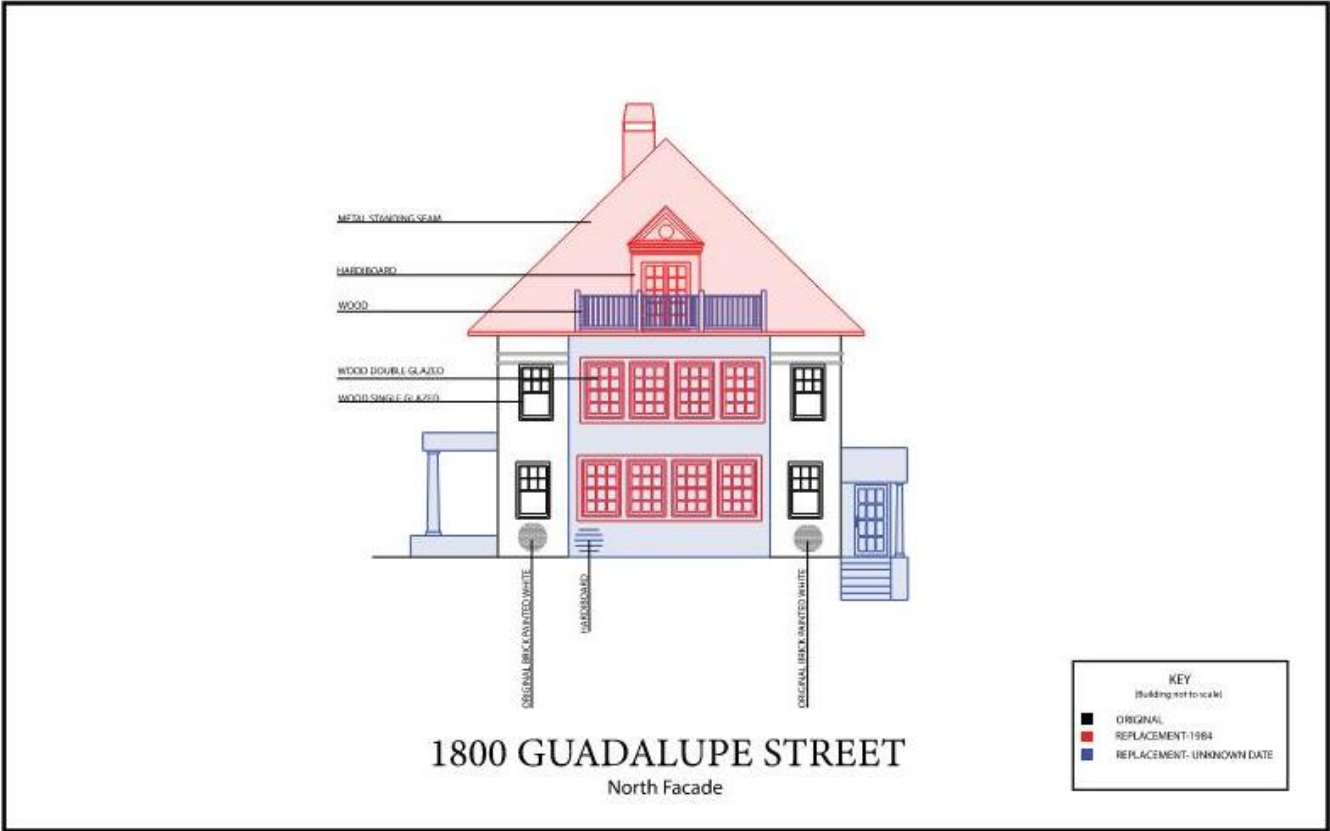 METAL STANDING SEAM
HARDIBOARD
WOOD
WOOD DOUBLE GLAZED
WOOD SINGLE GLAZED
ORIGINAL BRICK PAINTED WHITE
HARDIBOARD
ORIGINAL BRICK PAINTED WHITE
KEY
(Building not to scale)
ORIGINAL
REPLACEMENT-1984
REPLACEMENT- UNKNOWN DATE
1800 GUADALUPE STREET
North Facade